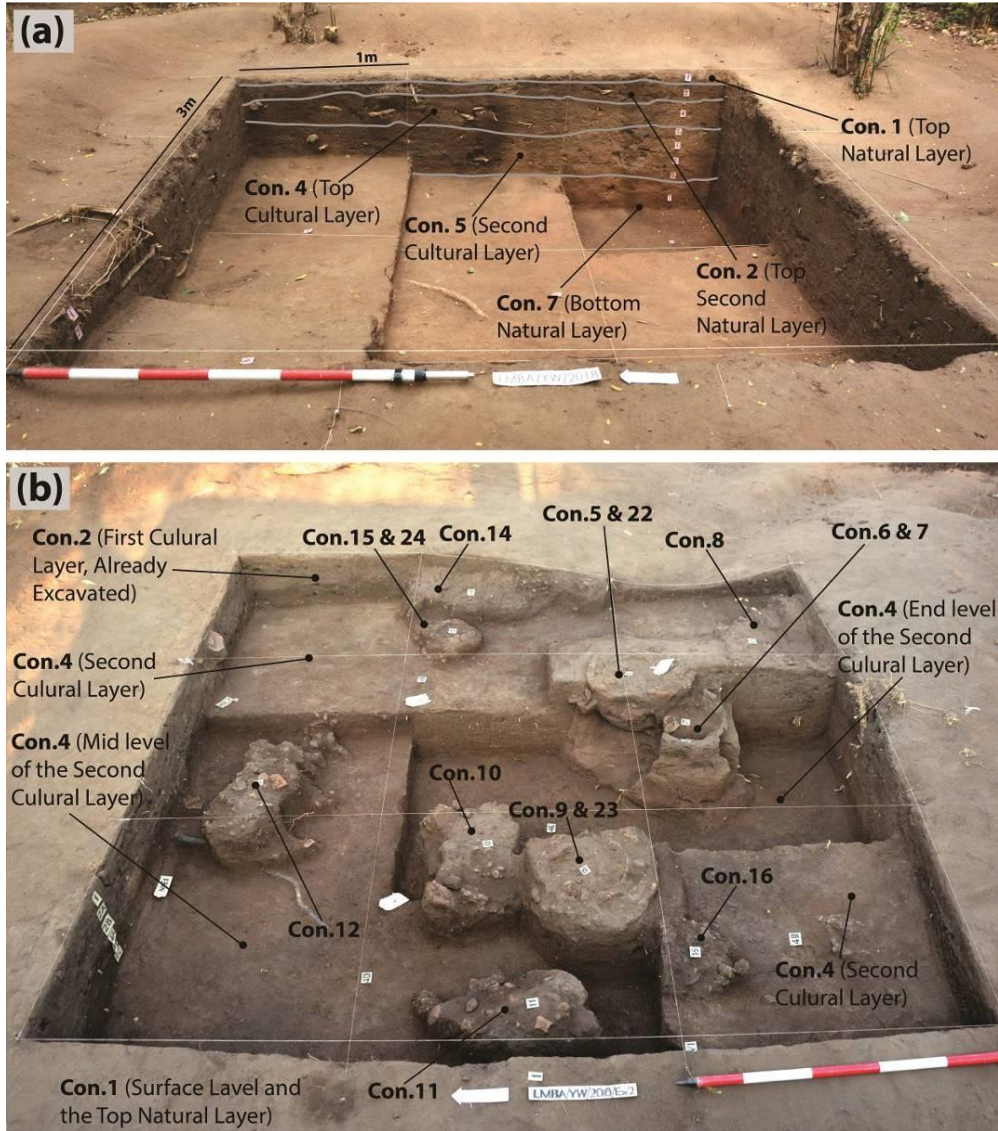 (a)
1m
3m
Con. 1 (Top
Natural Layer)
Con. 4 (Top
Cultural Layer)
Con. 5 (Second
Cultural Layer)
Con. 2 (Top
Second
Natural Layer)
Con. 7 (Bottom
Natural Layer)
LMBA/YW/2018
(b)
Con.2 (First Culural
Layer, Already
Excavated)
Con.15 & 24
Con.14
Con.5 & 22
Con.8
Con.6 & 7
Con.4 (End level
of the Second
Culural Layer)
Con.4 (Second
Culural Layer)
Con.4 (Mid level
of the Second
Culural Layer)
Con.10
Con.9 & 23
Con.16
Con.12
Con.4 (Second
Culural Layer)
16
11
Con.11
Con.1 (Surface Lavel and
the Top Natural Layer)